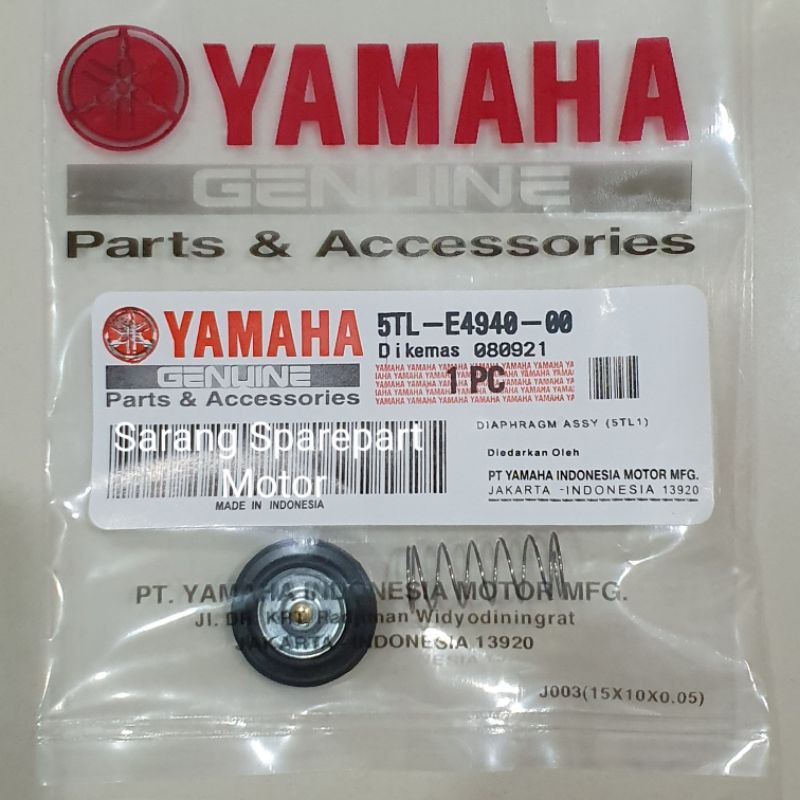 YAMAHA
GENUINE
Parts & Accessories
YAMAHA
GENUINE
Parts & Accessories
5TL-E4940-00
Dikemas 080921
1 PC
DIAPHRAGM ASSY (5TL1)
Diedarkan Oleh
PT YAMAHA INDONESIA MOTOR MFG.
JAKARTA -INDONESIA 13920
Sarang Sparepart
Motor
MADE IN INDONESIA
PT. YAMAHA INDONESIA MOTOR MFG.
Jl. DR. KRT. Radjiman Widyodiningrat
JAKARTA-INDONESIA 13920
J003(15X10X0.05)